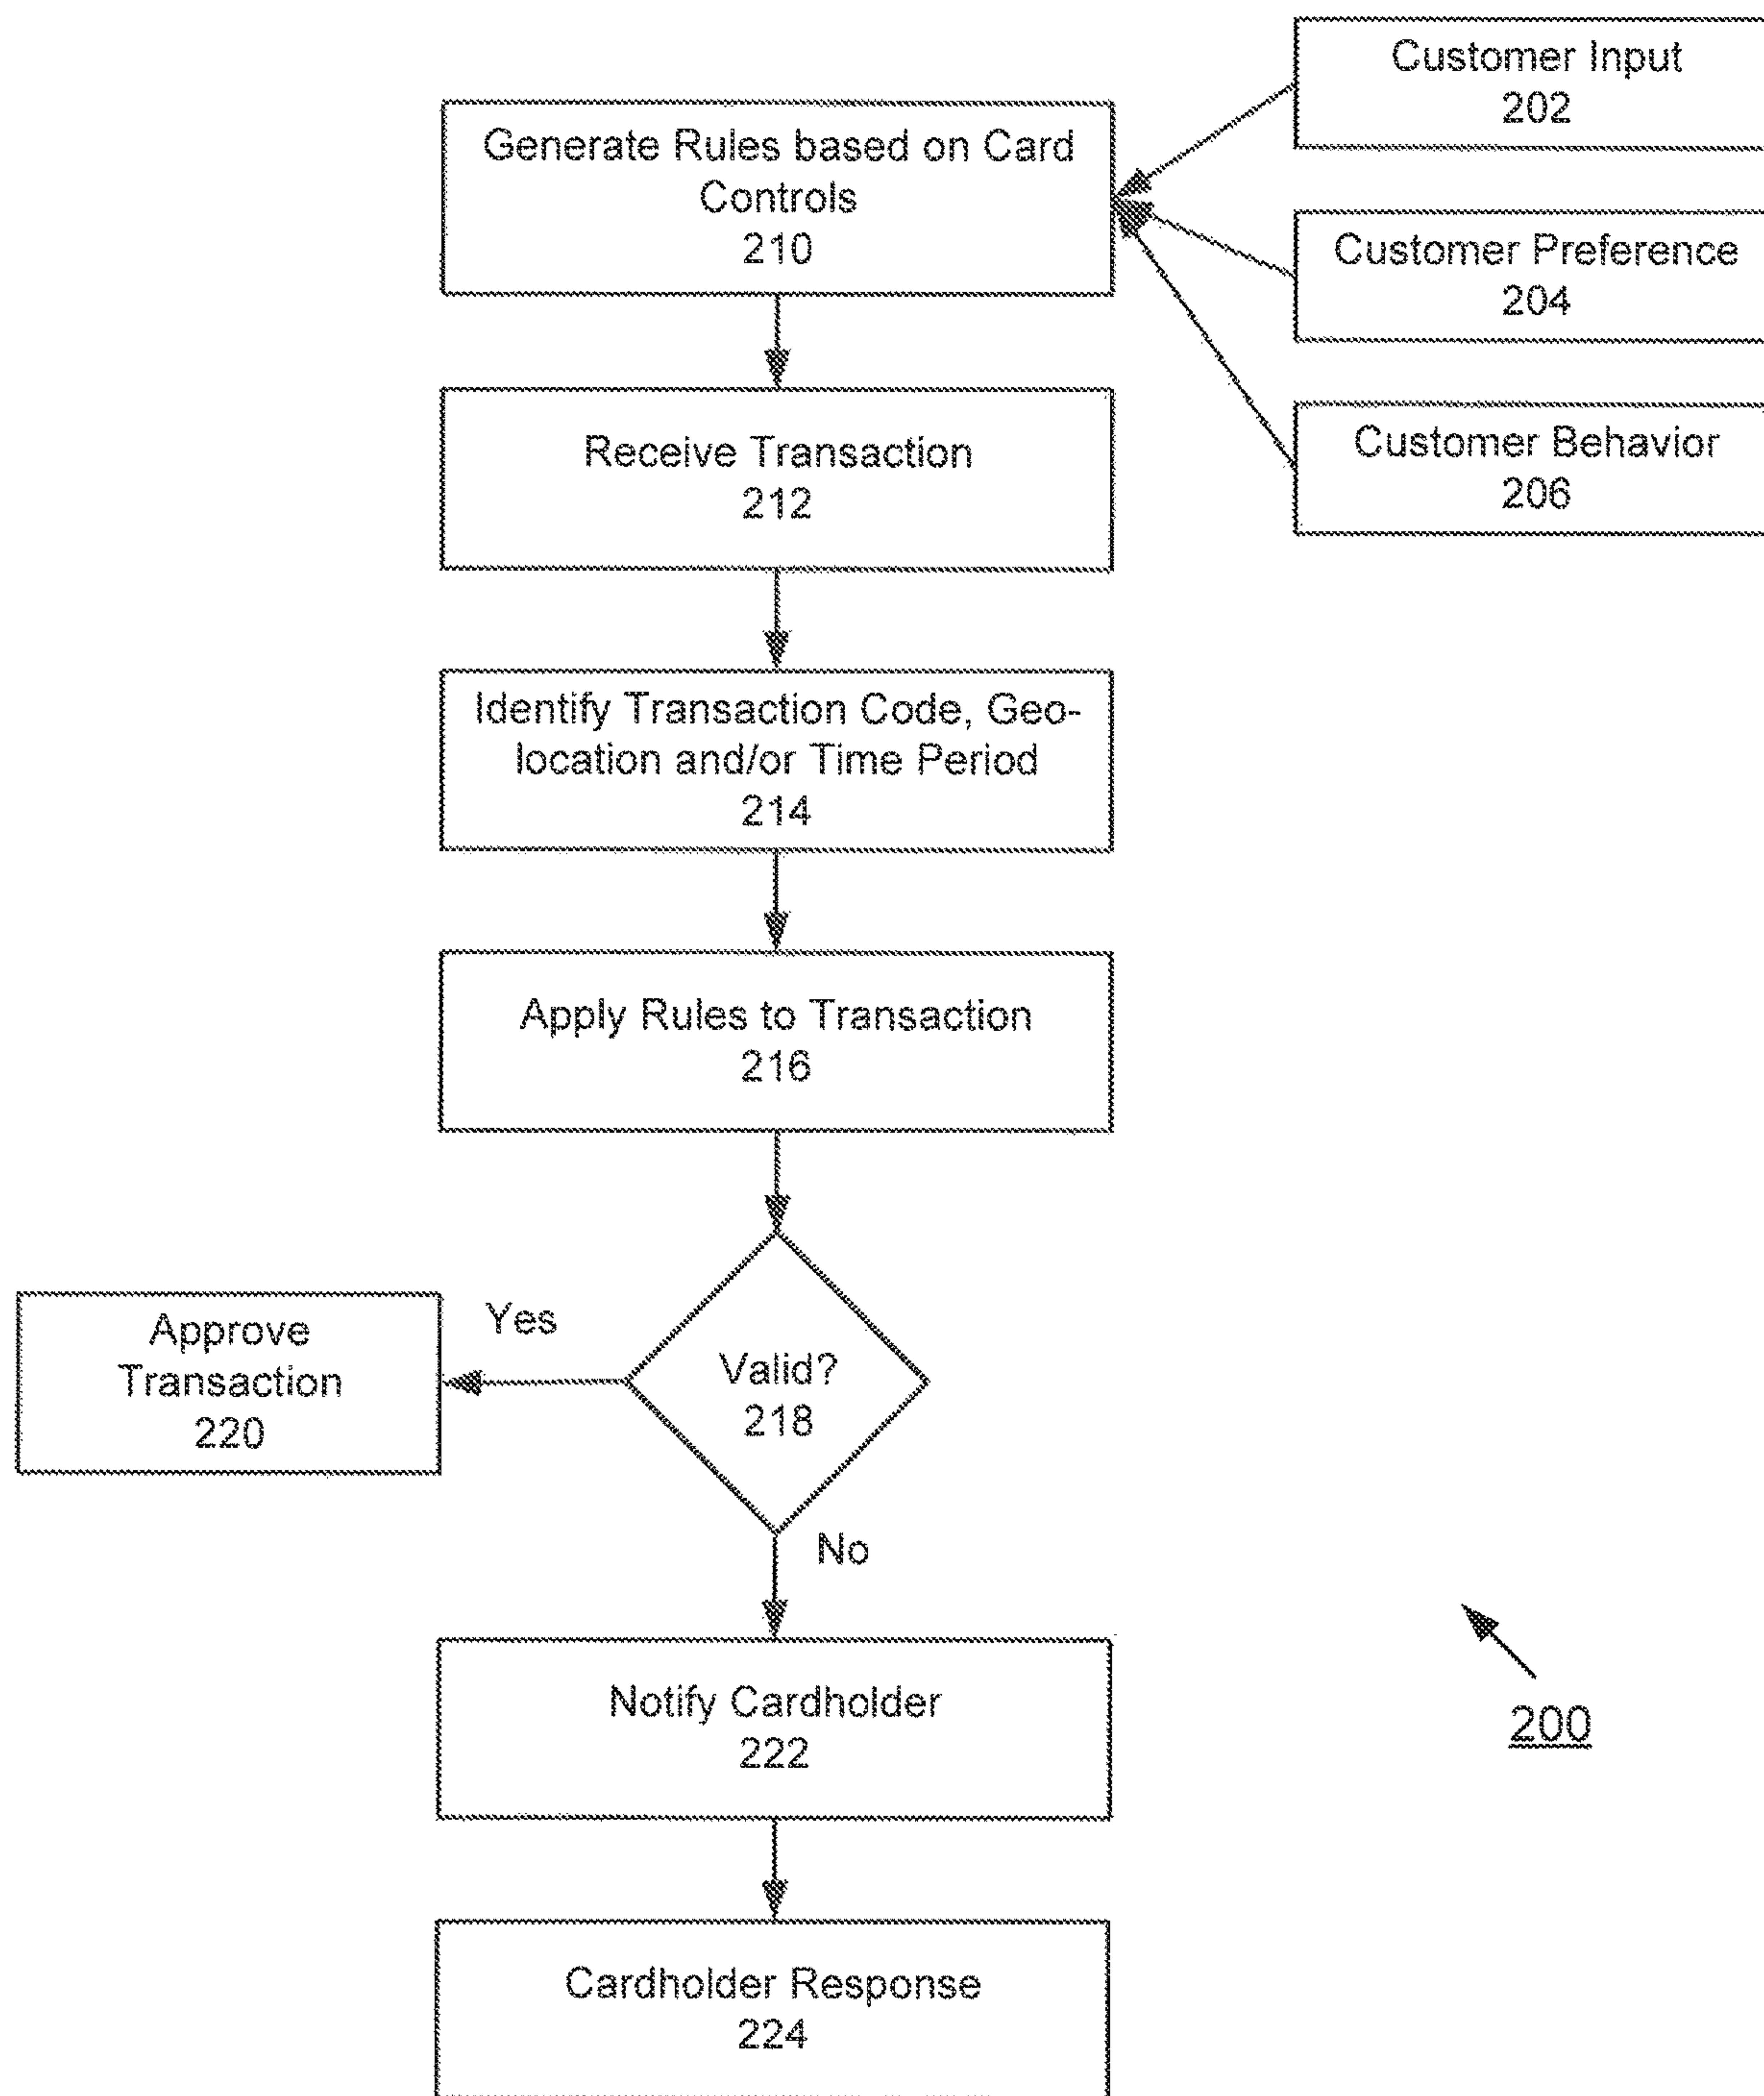 Customer Input
202
Generate Rules based on Card
Controls
210
Customer Preference
204
Customer Behavior
206
Receive Transaction
212
Identify Transaction Code, Geo-
location and/or Time Period
214
Apply Rules to Transaction
216
Valid?
218
Yes
Approve
Transaction
220
No
Notify Cardholder
222
200
Cardholder Response
224